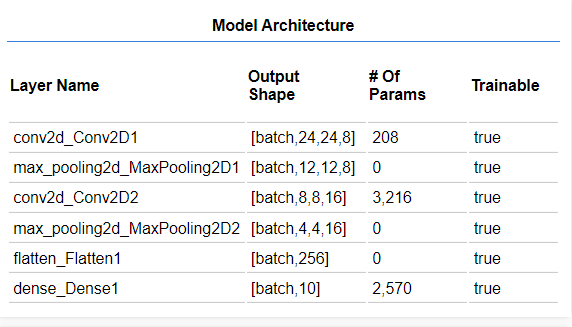 Model Architecture
Layer Name Output Shape # Of Params Trainable
conv2d_Conv2D1 [batch,24,24,8] 208 true
max_pooling2d_MaxPooling2D1 [batch,12,12,8] 0 true
conv2d_Conv2D2 [batch,8,8,16] 3,216 true
max_pooling2d_MaxPooling2D2 [batch,4,4,16] 0 true
flatten_Flatten1 [batch,256] 0 true
dense_Dense1 [batch,10] 2,570 true